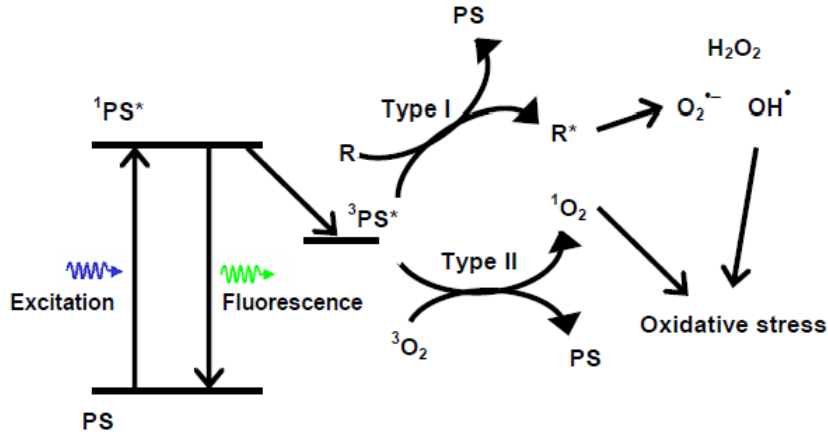 PS
H₂O₂
¹PS*
Type I
O₂•– OH•
R
R*
³PS*
¹O₂
Type II
Excitation
Fluorescence
Oxidative stress
³O₂
PS
PS